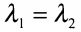 λ₁ = λ₂